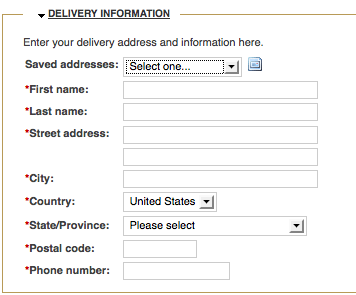 DELIVERY INFORMATION
Enter your delivery address and information here.
Saved addresses: Select one...
*First name:
*Last name:
*Street address:
*City:
*Country: United States
*State/Province: Please select
*Postal code:
*Phone number: